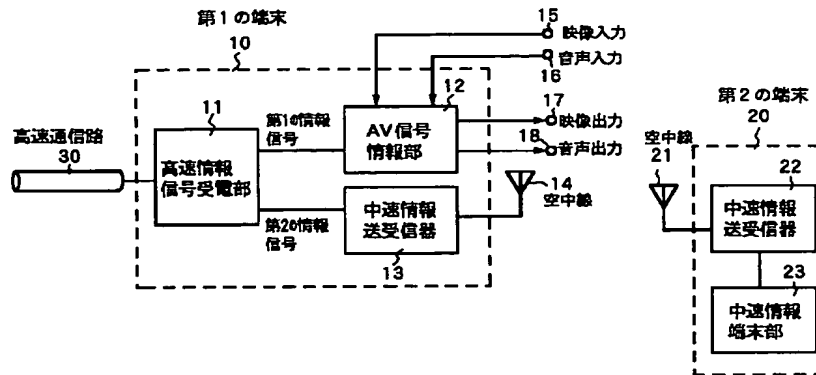 第1の端末
10
15
映像入力
音声入力
16
高速通信路
30
11
高速情報
信号受電部
第1の情報
信号
第2の情報
信号
12
AV信号
情報部
17
映像出力
18
音声出力
中速情報
送受信器
13
14
空中線
第2の端末
20
空中線
21
22
中速情報
送受信器
23
中速情報
端末部